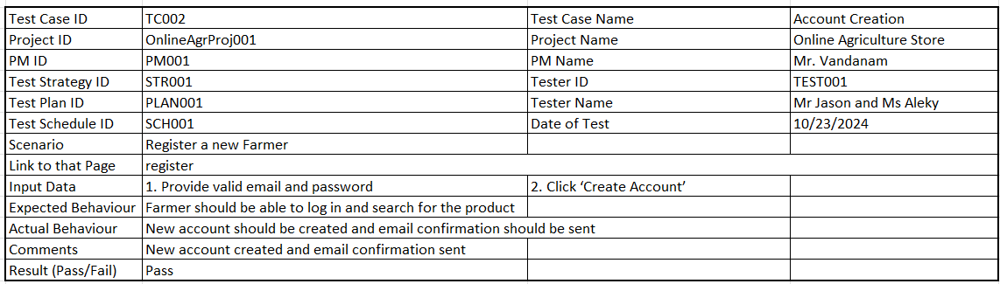 Test Case ID TC002 Test Case Name Account Creation
Project ID OnlineAgrProj001 Project Name Online Agriculture Store
PM ID PM001 PM Name Mr. Vandanam
Test Strategy ID STR001 Tester ID TEST001
Test Plan ID PLAN001 Tester Name Mr Jason and Ms Aleky
Test Schedule ID SCH001 Date of Test 10/23/2024
Scenario Register a new Farmer
Link to that Page register
Input Data 1. Provide valid email and password 2. Click ‘Create Account’
Expected Behaviour Farmer should be able to log in and search for the product
Actual Behaviour New account should be created and email confirmation should be sent
Comments New account created and email confirmation sent
Result (Pass/Fail) Pass